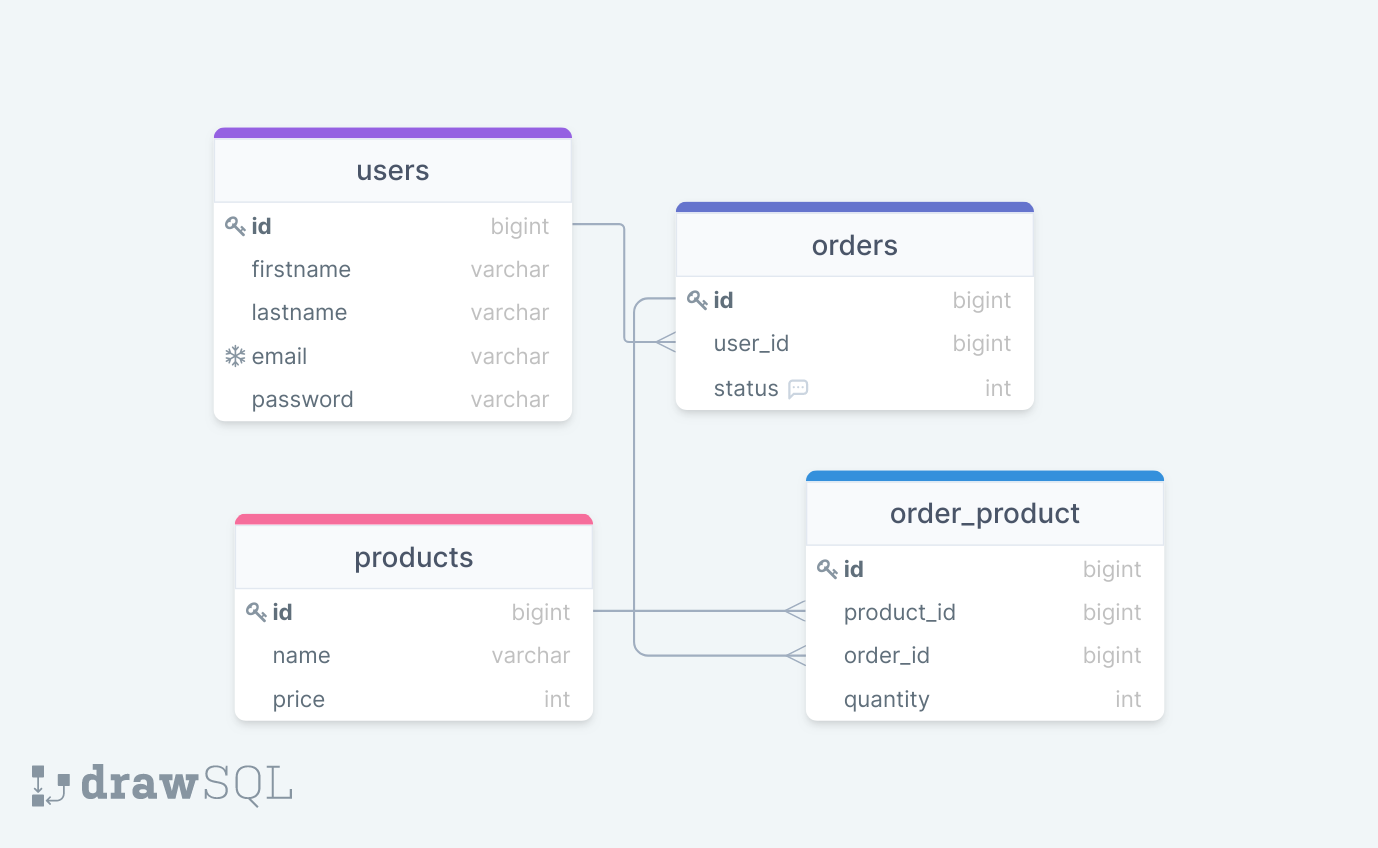 users
id bigint
firstname varchar
lastname varchar
email varchar
password varchar
orders
id bigint
user_id bigint
status int
products
id bigint
name varchar
price int
order_product
id bigint
product_id bigint
order_id bigint
quantity int
drawSQL